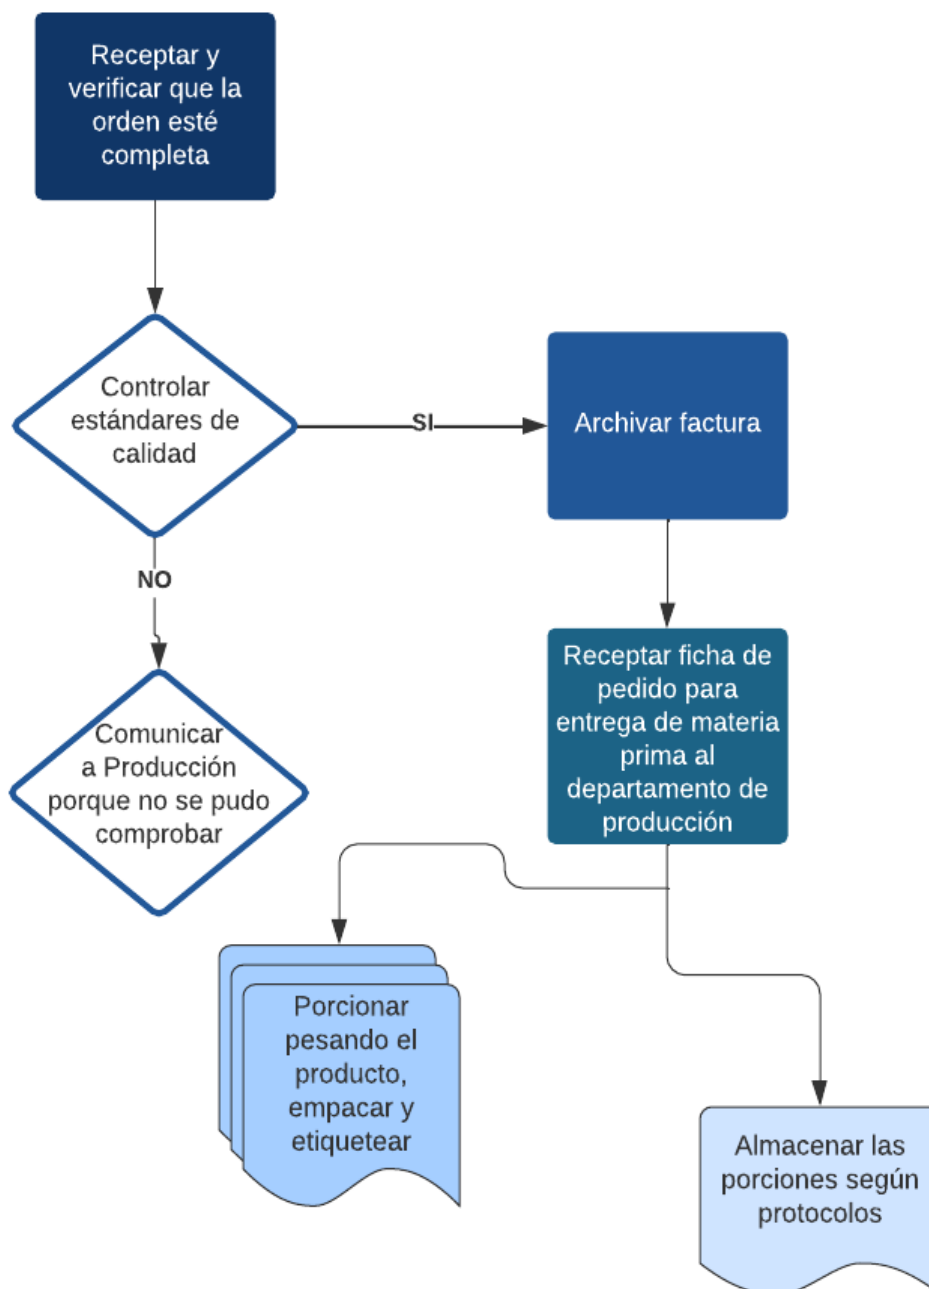 Receptar y
verificar que la
orden esté
completa
Controlar
estándares de
calidad
SI
Archivar factura
NO
Comunicar
a Producción
porque no se pudo
comprobar
Receptar ficha de
pedido para
entrega de materia
prima al
departamento de
producción
Porcionar
pesando el
producto,
empacar y
etiquetear
Almacenar las
porciones según
protocolos